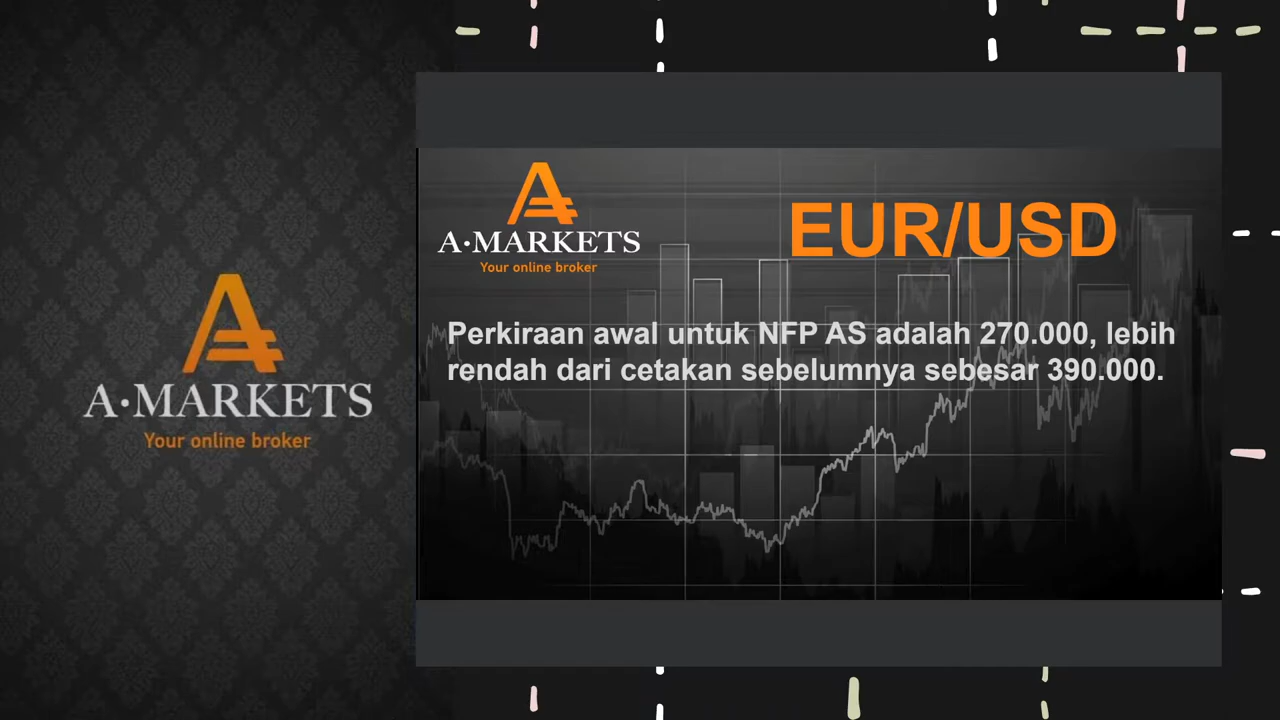 A·MARKETS
Your online broker
A·MARKETS
Your online broker
EUR/USD
Perkiraan awal untuk NFP AS adalah 270.000, lebih
rendah dari cetakan sebelumnya sebesar 390.000.